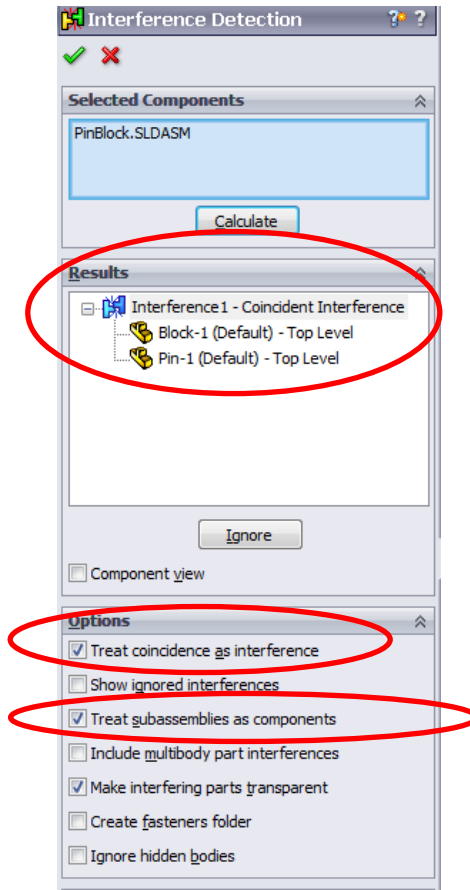 Interference Detection
Selected Components
PinBlock.SLDASM
Calculate
Results
Interference1 - Coincident Interference
Block-1 (Default) - Top Level
Pin-1 (Default) - Top Level
Ignore
Component view
Options
Treat coincidence as interference
Show ignored interferences
Treat subassemblies as components
Include multibody part interferences
Make interfering parts transparent
Create fasteners folder
Ignore hidden bodies